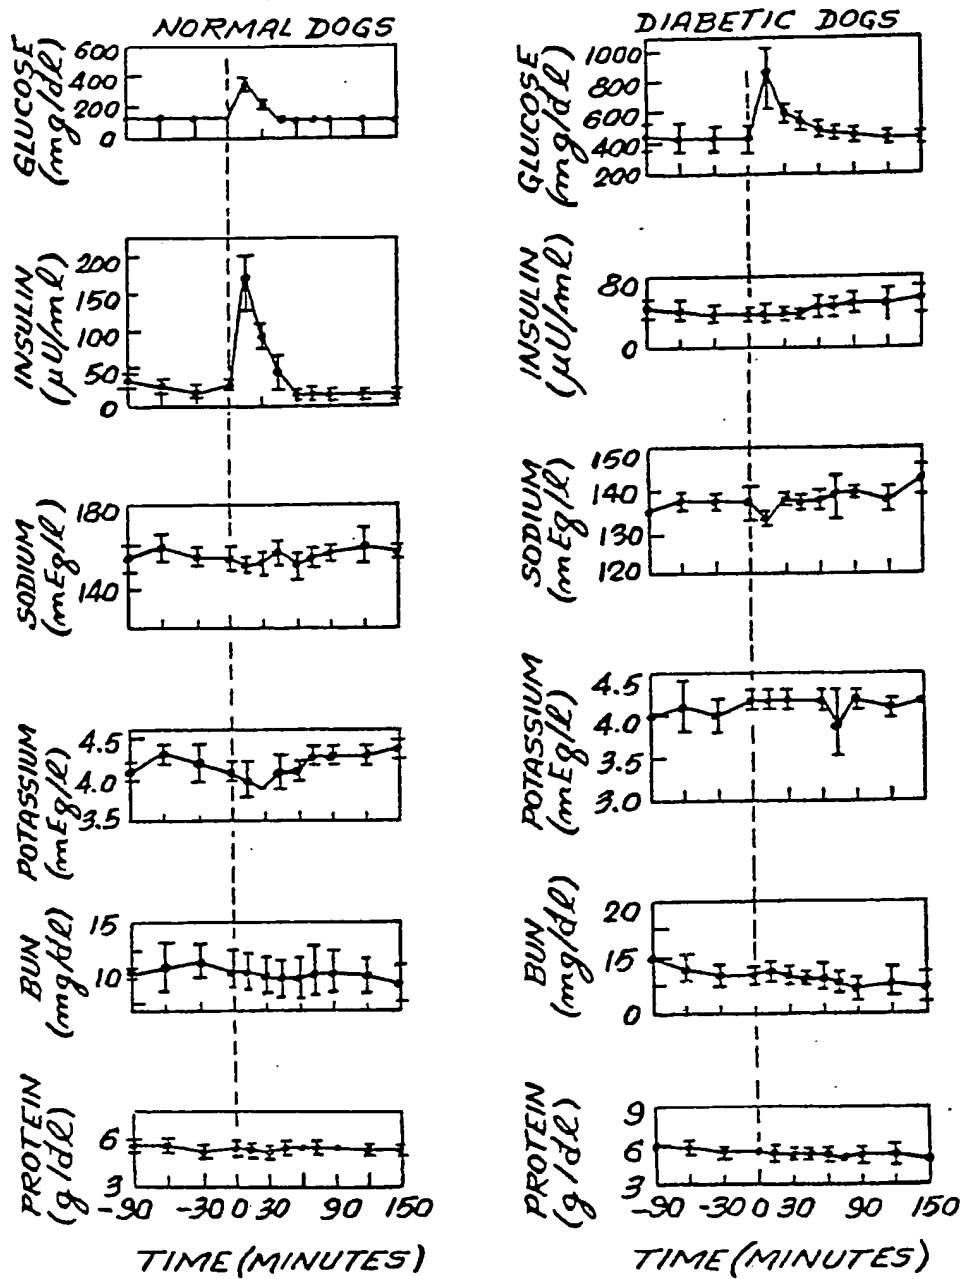 NORMAL DOGS
GLUCOSE
(mg/dl)
600
400
200
0
INSULIN
(μU/ml)
200
150
100
50
0
SODIUM
(mEq/l)
180
140
POTASSIUM
(mEq/l)
4.5
4.0
3.5
BUN
(mg/dl)
15
10
PROTEIN
(g/dl)
6
3
-90 -30 0 30 90 150
TIME (MINUTES)
DIABETIC DOGS
GLUCOSE
(mg/dl)
1000
800
600
400
200
INSULIN
(μU/ml)
80
0
SODIUM
(mEq/l)
150
140
130
120
POTASSIUM
(mEq/l)
4.5
4.0
3.5
3.0
BUN
(mg/dl)
20
15
0
PROTEIN
(g/dl)
9
6
3
-90 -30 0 30 90 150
TIME (MINUTES)